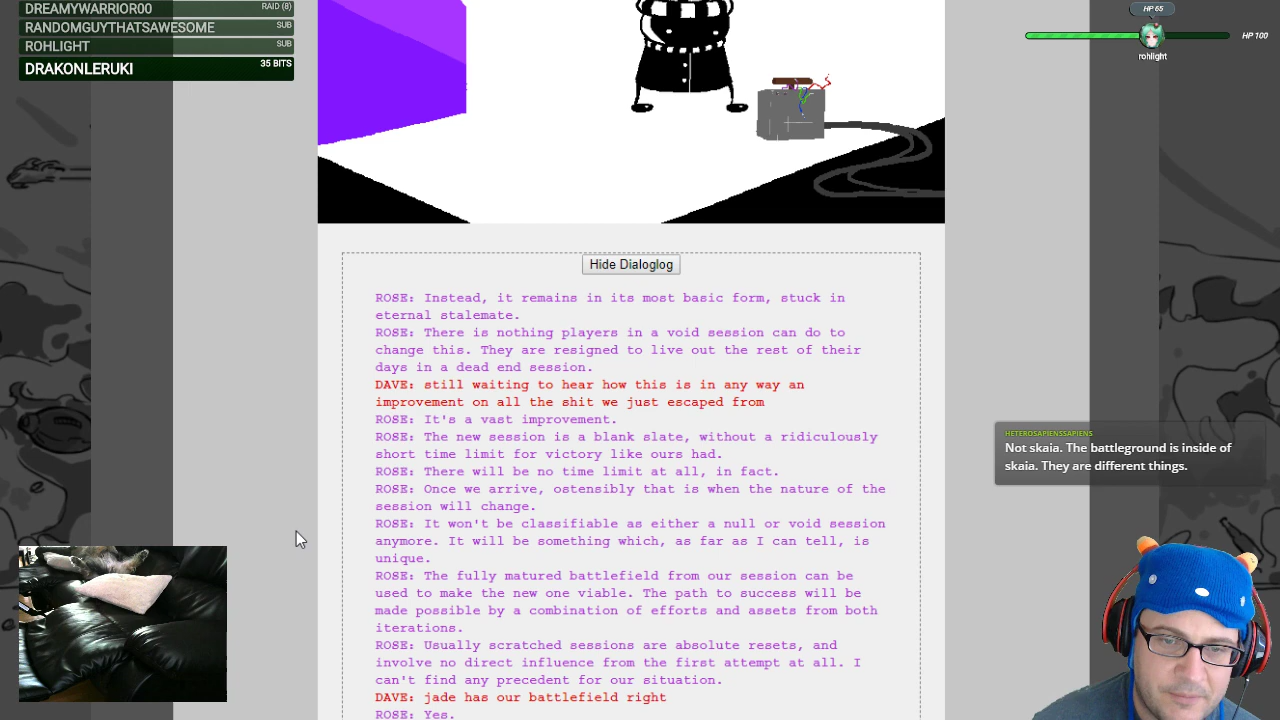 DREAMYWARRIOR00 RAID (8)
RANDOMGUYTHATSAWESOME SUB
ROHLIGHT SUB
DRAKONLERUKI 35 BITS
HP 65
HP 100
rohlight
Hide Dialoglog
ROSE: Instead, it remains in its most basic form, stuck in
eternal stalemate.
ROSE: There is nothing players in a void session can do to
change this. They are resigned to live out the rest of their
days in a dead end session.
DAVE: still waiting to hear how this is in any way an
improvement on all the shit we just escaped from
ROSE: It's a vast improvement.
ROSE: The new session is a blank slate, without a ridiculously
short time limit for victory like ours had.
ROSE: There will be no time limit at all, in fact.
ROSE: Once we arrive, ostensibly that is when the nature of the
session will change.
ROSE: It won't be classifiable as either a null or void session
anymore. It will be something which, as far as I can tell, is
unique.
ROSE: The fully matured battlefield from our session can be
used to make the new one viable. The path to success will be
made possible by a combination of efforts and assets from both
iterations.
ROSE: Usually scratched sessions are absolute resets, and
involve no direct influence from the first attempt at all. I
can't find any precedent for our situation.
DAVE: jade has our battlefield right
ROSE: Yes.
HETEROSAPIENSSAPIENS
Not skaia. The battleground is inside of
skaia. They are different things.